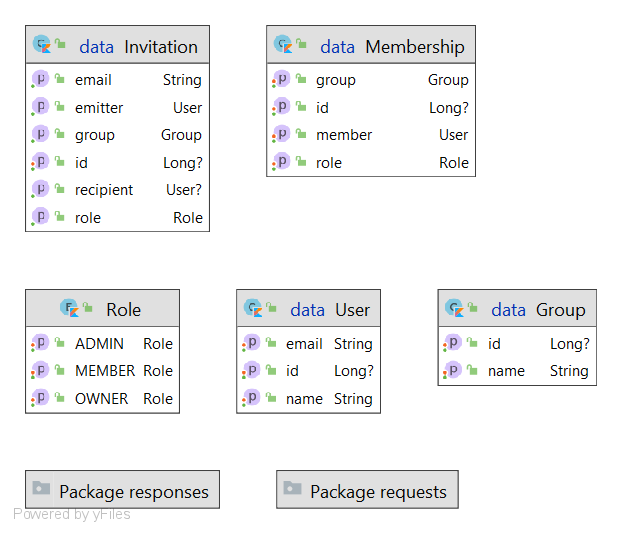 data Invitation
email String
emitter User
group Group
id Long?
recipient User?
role Role
data Membership
group Group
id Long?
member User
role Role
Role
ADMIN Role
MEMBER Role
OWNER Role
data User
email String
id Long?
name String
data Group
id Long?
name String
Package responses
Package requests
Powered by yFiles